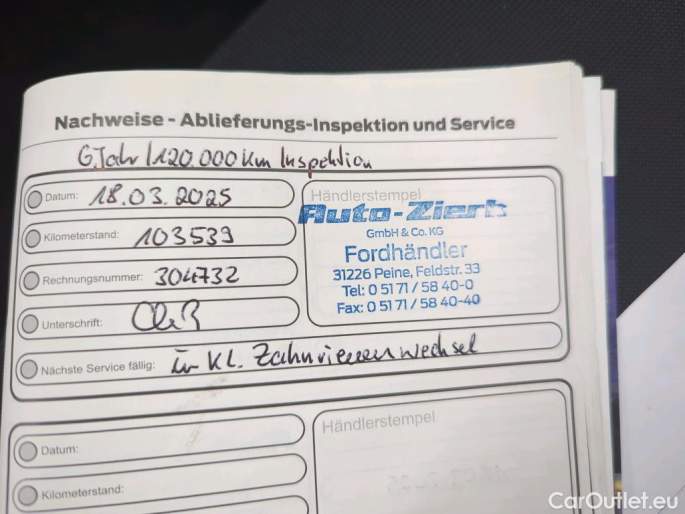 Nachweise - Ablieferungs-Inspektion und Service
6.Jahr/120.000 Km Inspektion
Datum: 18.03.2025
Kilometerstand: 103539
Rechnungsnummer: 304732
Unterschrift:
Nächste Service fällig: KL. Zahnriemenwechsel
Händlerstempel
Auto-Zierk
GmbH & Co. KG
Fordhändler
31226 Peine, Feldstr. 33
Tel: 0 51 71 / 58 40-0
Fax: 0 51 71 / 58 40-40
Datum:
Kilometerstand:
Händlerstempel
CarOutlet.eu